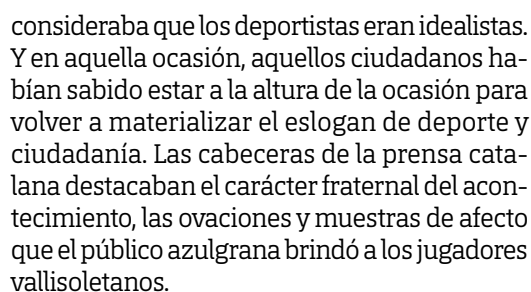 consideraba que los deportistas eran idealistas.
Y en aquella ocasión, aquellos ciudadanos ha-
bían sabido estar a la altura de la ocasión para
volver a materializar el eslogan de deporte y
ciudadanía. Las cabeceras de la prensa cata-
lana destacaban el carácter fraternal del acon-
tecimiento, las ovaciones y muestras de afecto
que el público azulgrana brindó a los jugadores
vallisoletanos.